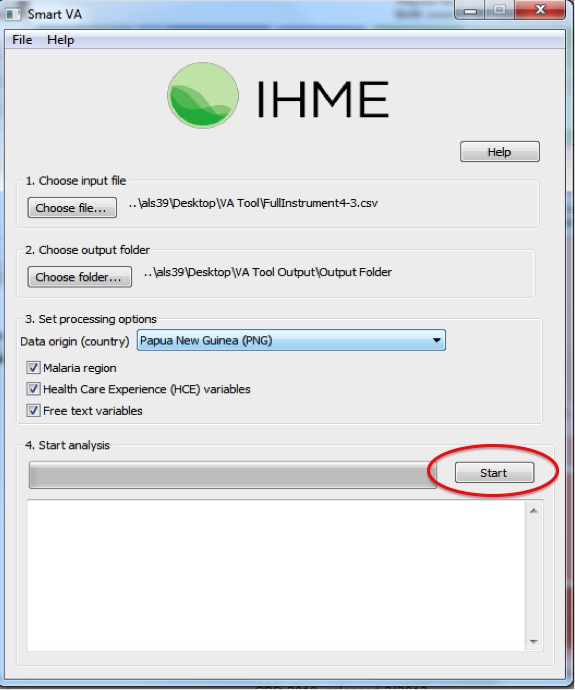 Smart VA
File Help
IHME
Help
1. Choose input file
Choose file... ..\als39\Desktop\VA Tool\FullInstrument4-3.csv
2. Choose output folder
Choose folder... ..\als39\Desktop\VA Tool Output\Output Folder
3. Set processing options
Data origin (country) Papua New Guinea (PNG)
Malaria region
Health Care Experience (HCE) variables
Free text variables
4. Start analysis
Start